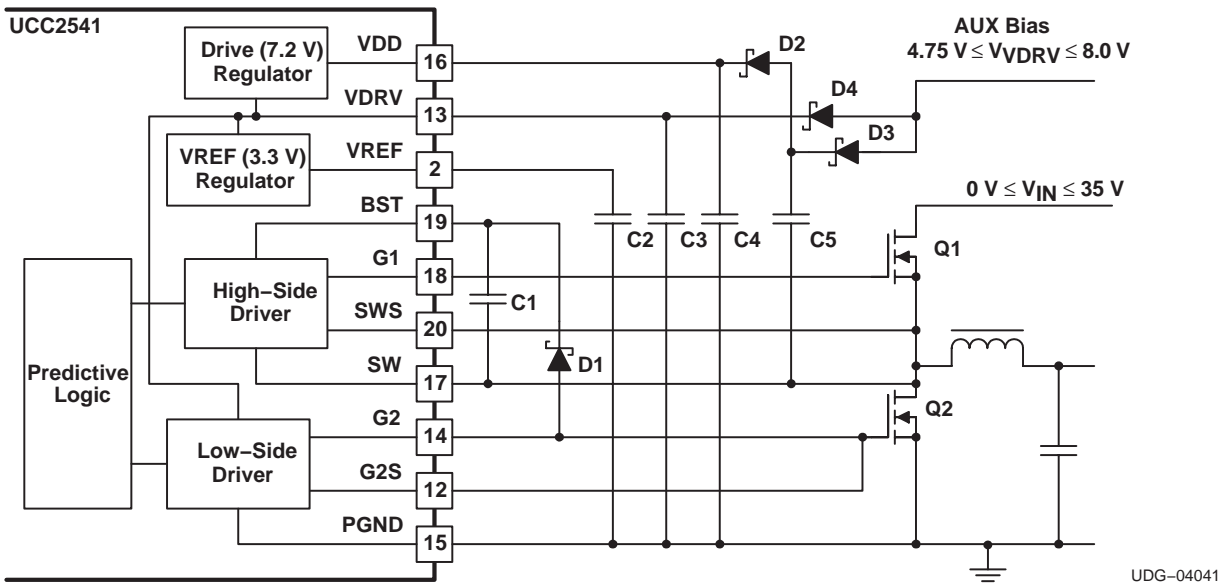 UCC2541
Drive (7.2 V)
Regulator
VDD
16
VDRV
13
VREF (3.3 V)
Regulator
VREF
2
BST
19
G1
18
High–Side
Driver
SWS
20
SW
17
Predictive
Logic
G2
14
Low–Side
Driver
G2S
12
PGND
15
C1
D1
C2
C3
C4
C5
D2
D4
D3
AUX Bias
4.75 V ≤ VVDRV ≤ 8.0 V
0 V ≤ VIN ≤ 35 V
Q1
Q2
UDG–04041